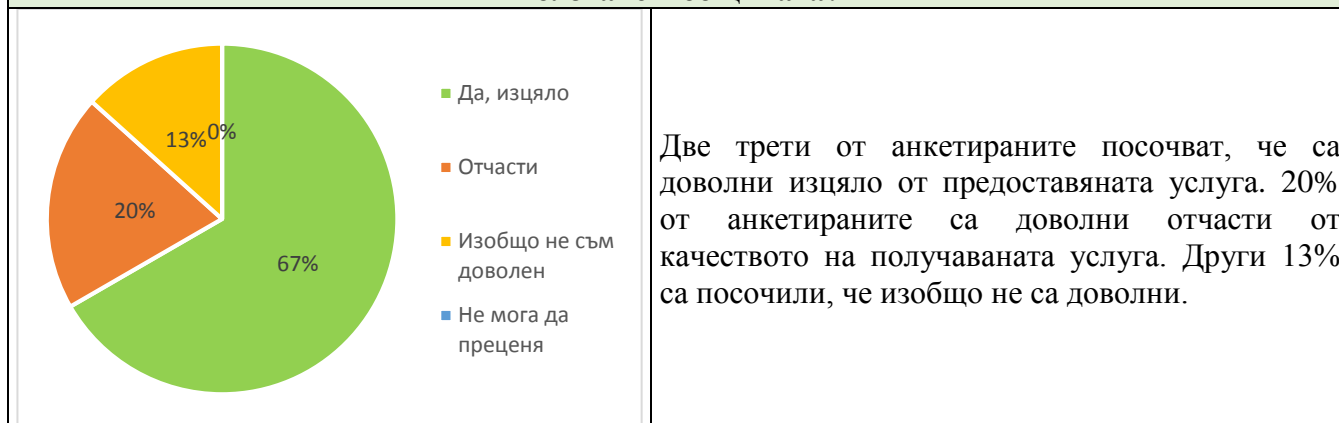 13%
0%
20%
67%
Да, изцяло
Отчасти
Изобщо не съм
доволен
Не мога да
преценя
Две трети от анкетираните посочват, че са
доволни изцяло от предоставяната услуга. 20%
от анкетираните са доволни отчасти от
качеството на получаваната услуга. Други 13%
са посочили, че изобщо не са доволни.